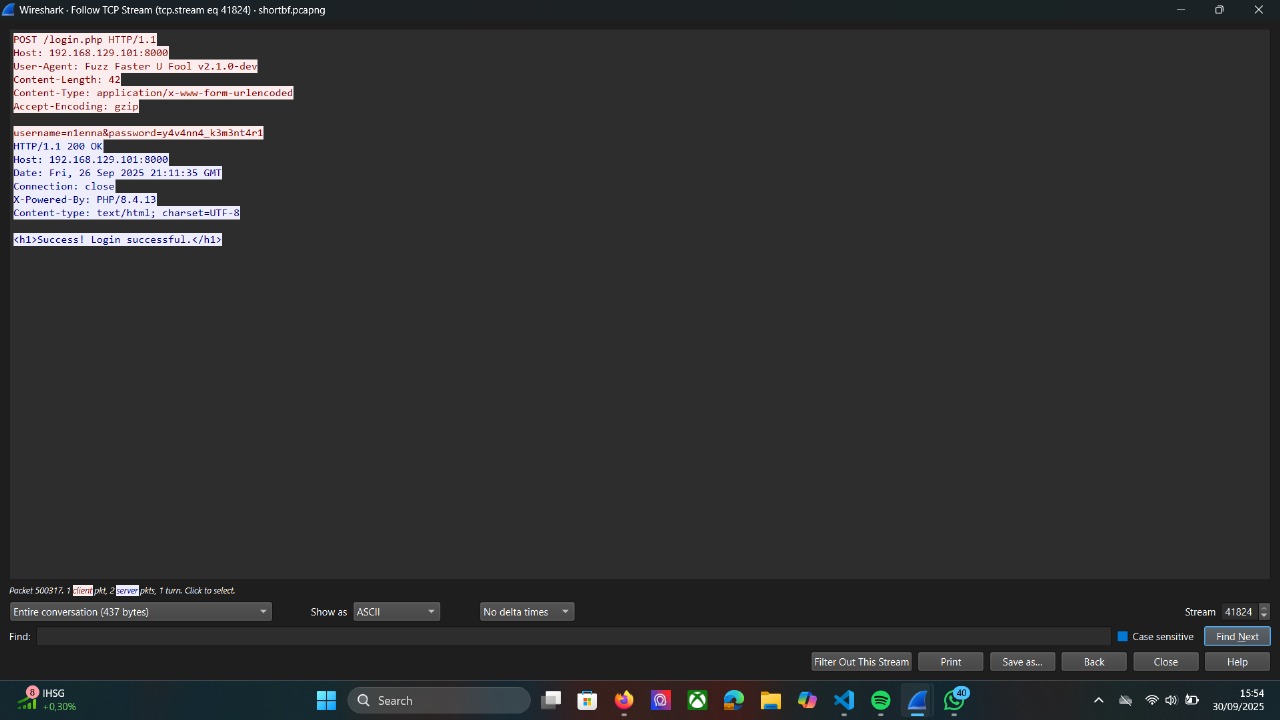 Wireshark · Follow TCP Stream (tcp.stream eq 41824) · shortbf.pcapng
POST /login.php HTTP/1.1
Host: 192.168.129.101:8000
User-Agent: Fuzz Faster U Fool v2.1.0-dev
Content-Length: 42
Content-Type: application/x-www-form-urlencoded
Accept-Encoding: gzip
username=n1enna&password=y4v4nn4_k3m3nt4r1
HTTP/1.1 200 OK
Host: 192.168.129.101:8000
Date: Fri, 26 Sep 2025 21:11:35 GMT
Connection: close
X-Powered-By: PHP/8.4.13
Content-type: text/html; charset=UTF-8
<h1>Success! Login successful.</h1>
Packet 500317. 1 client pkt, 2 server pkts, 1 turn. Click to select.
Entire conversation (437 bytes) Show as ASCII No delta times Stream 41824
Find: Case sensitive Find Next
Filter Out This Stream Print Save as... Back Close Help
8 IHSG Search 40 15:54
+0,30% 30/09/2025